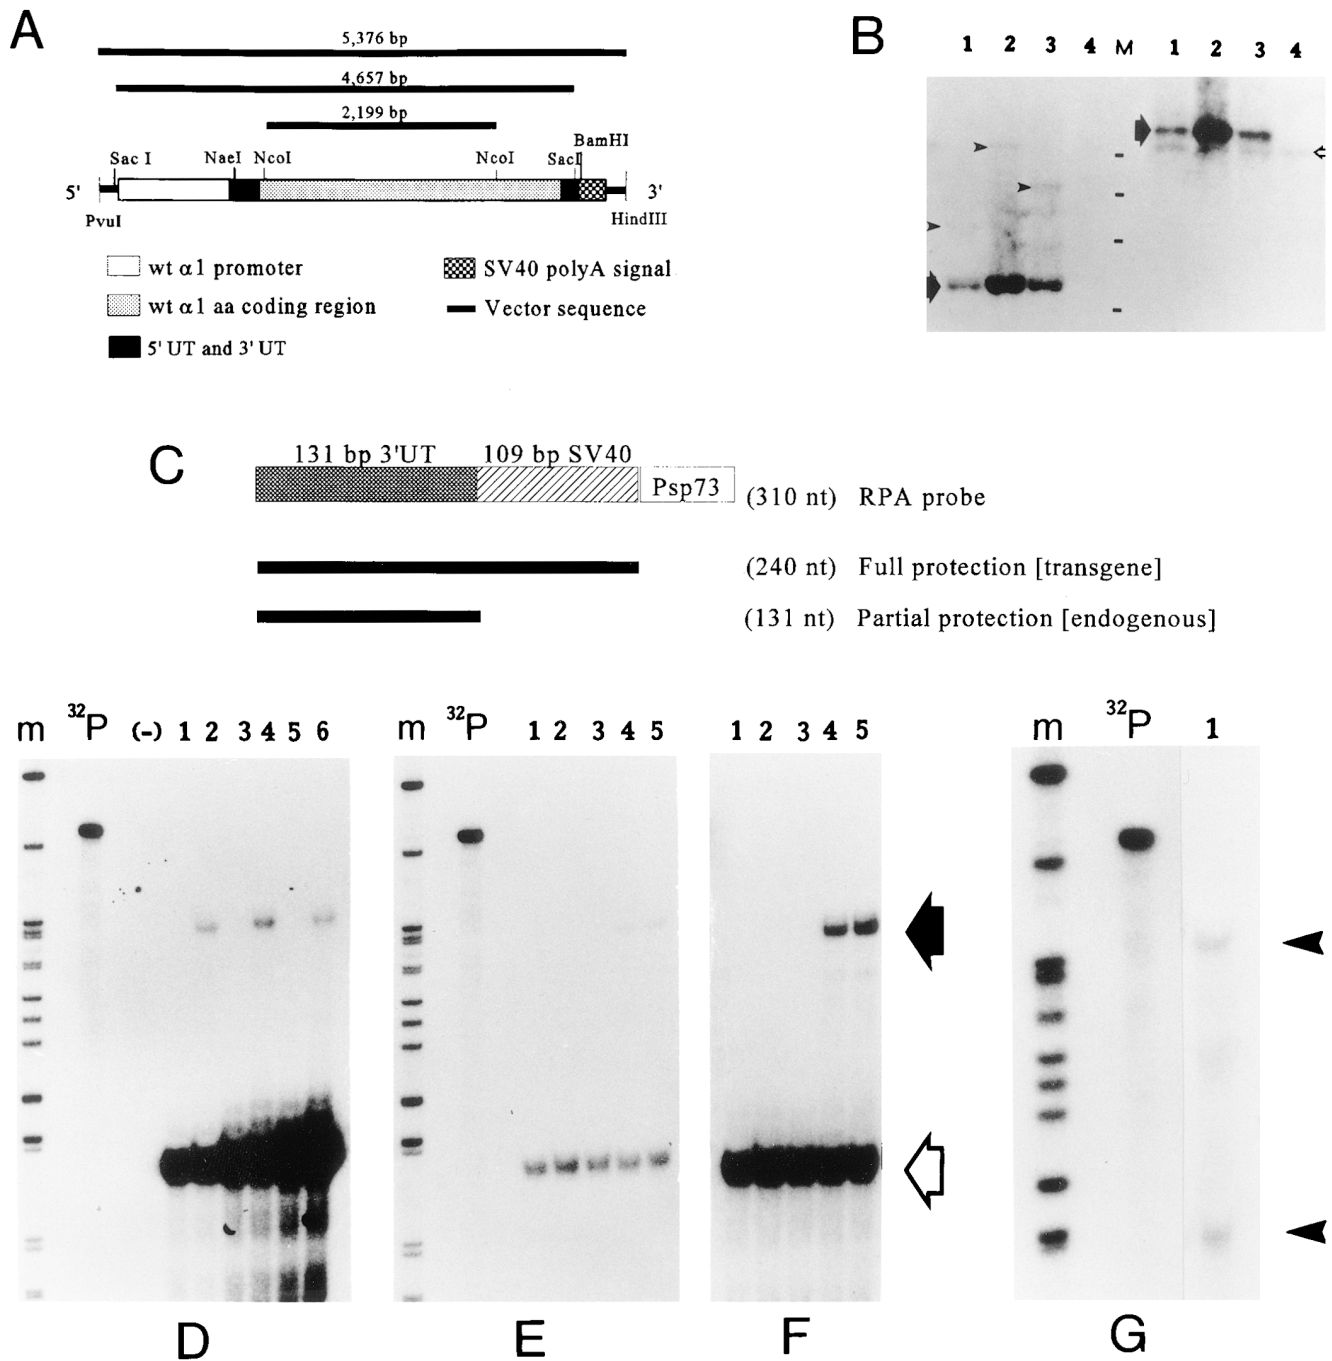 A
5,376 bp
4,657 bp
2,199 bp
BamHI
Sac I
NaeI
NcoI
NcoI
SacI
5'
3'
PvuI
HindIII
wt α1 promoter
SV40 polyA signal
wt α1 aa coding region
Vector sequence
5' UT and 3' UT
B
1 2 3 4 M 1 2 3 4
C
131 bp 3'UT
109 bp SV40
Psp73
(310 nt) RPA probe
(240 nt) Full protection [transgene]
(131 nt) Partial protection [endogenous]
m 32P (-) 1 2 3 4 5 6
m 32P 1 2 3 4 5
1 2 3 4 5
m 32P 1
D
E
F
G